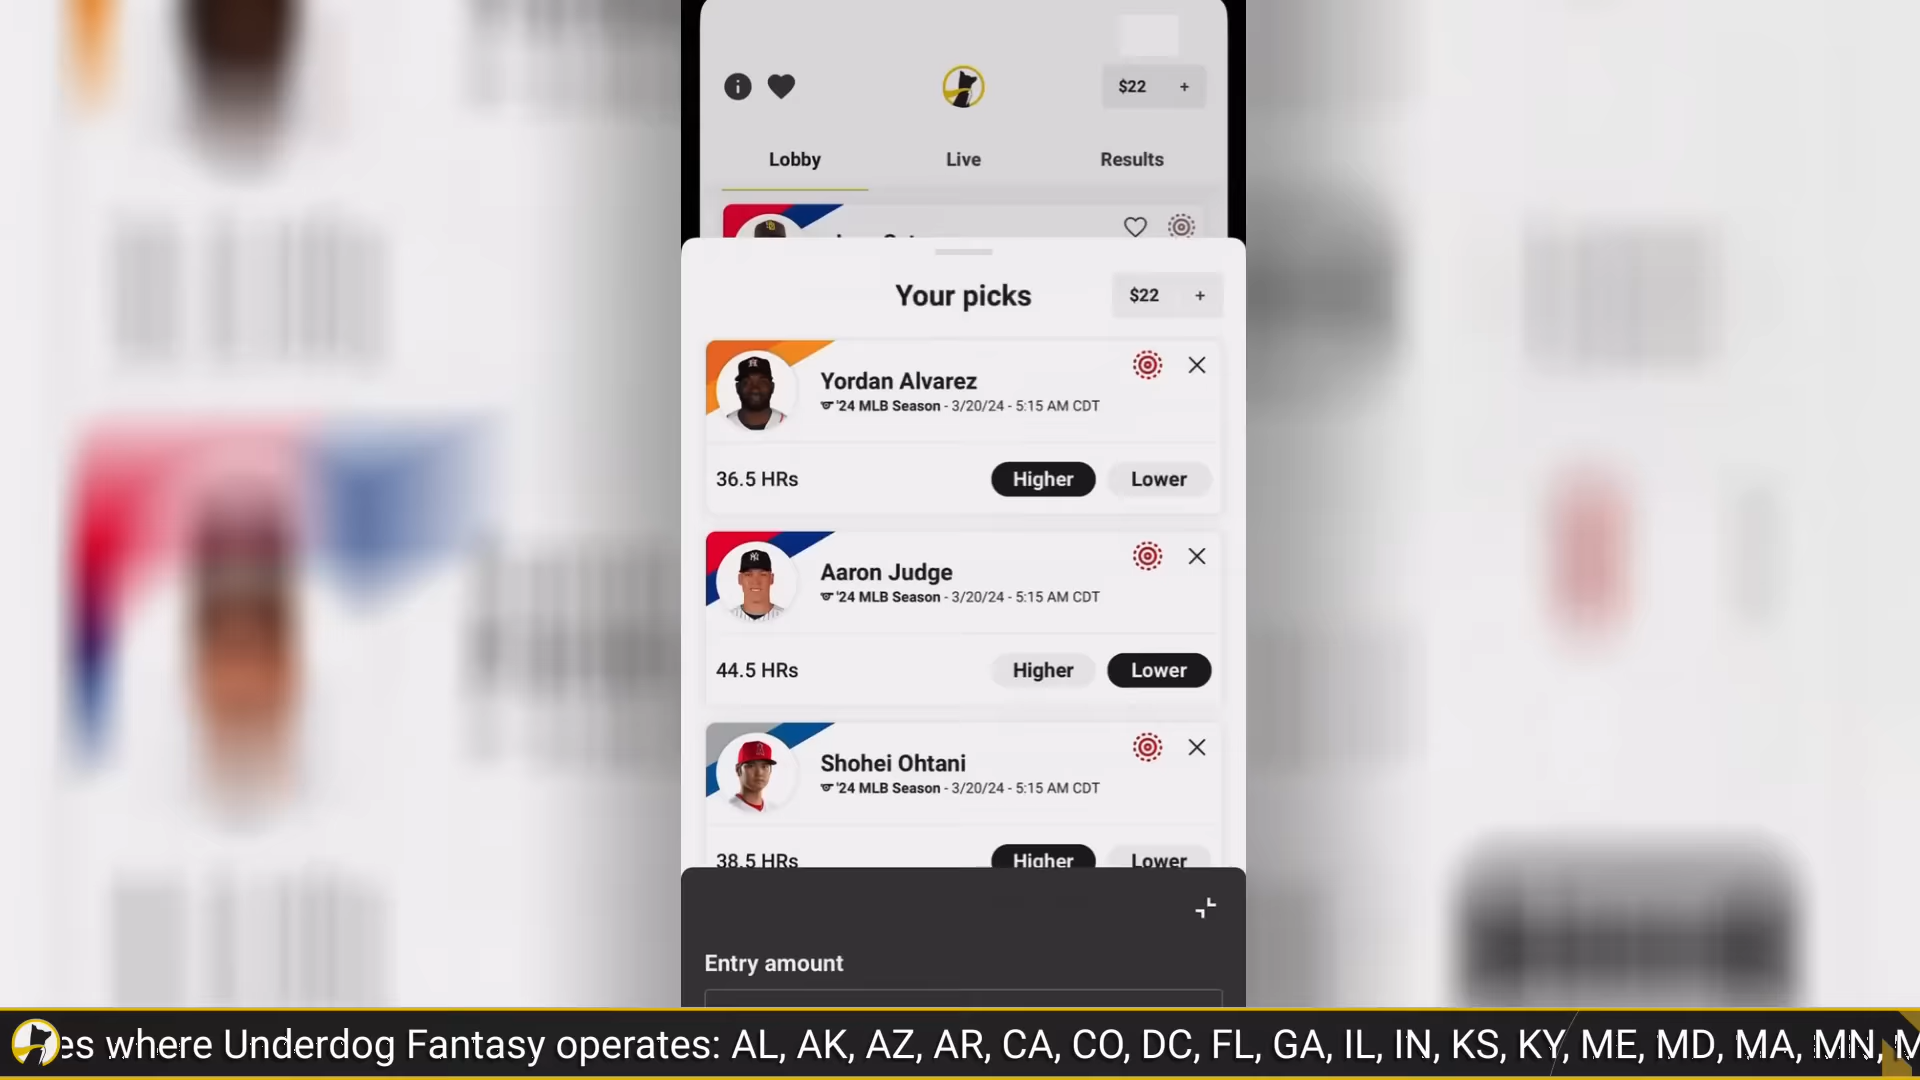 $22 +
Lobby Live Results
Your picks $22 +
Yordan Alvarez
'24 MLB Season - 3/20/24 - 5:15 AM CDT
36.5 HRs Higher Lower
Aaron Judge
'24 MLB Season - 3/20/24 - 5:15 AM CDT
44.5 HRs Higher Lower
Shohei Ohtani
'24 MLB Season - 3/20/24 - 5:15 AM CDT
38.5 HRs Higher Lower
Entry amount
es where Underdog Fantasy operates: AL, AK, AZ, AR, CA, CO, DC, FL, GA, IL, IN, KS, KY, ME, MD, MA, MN, M